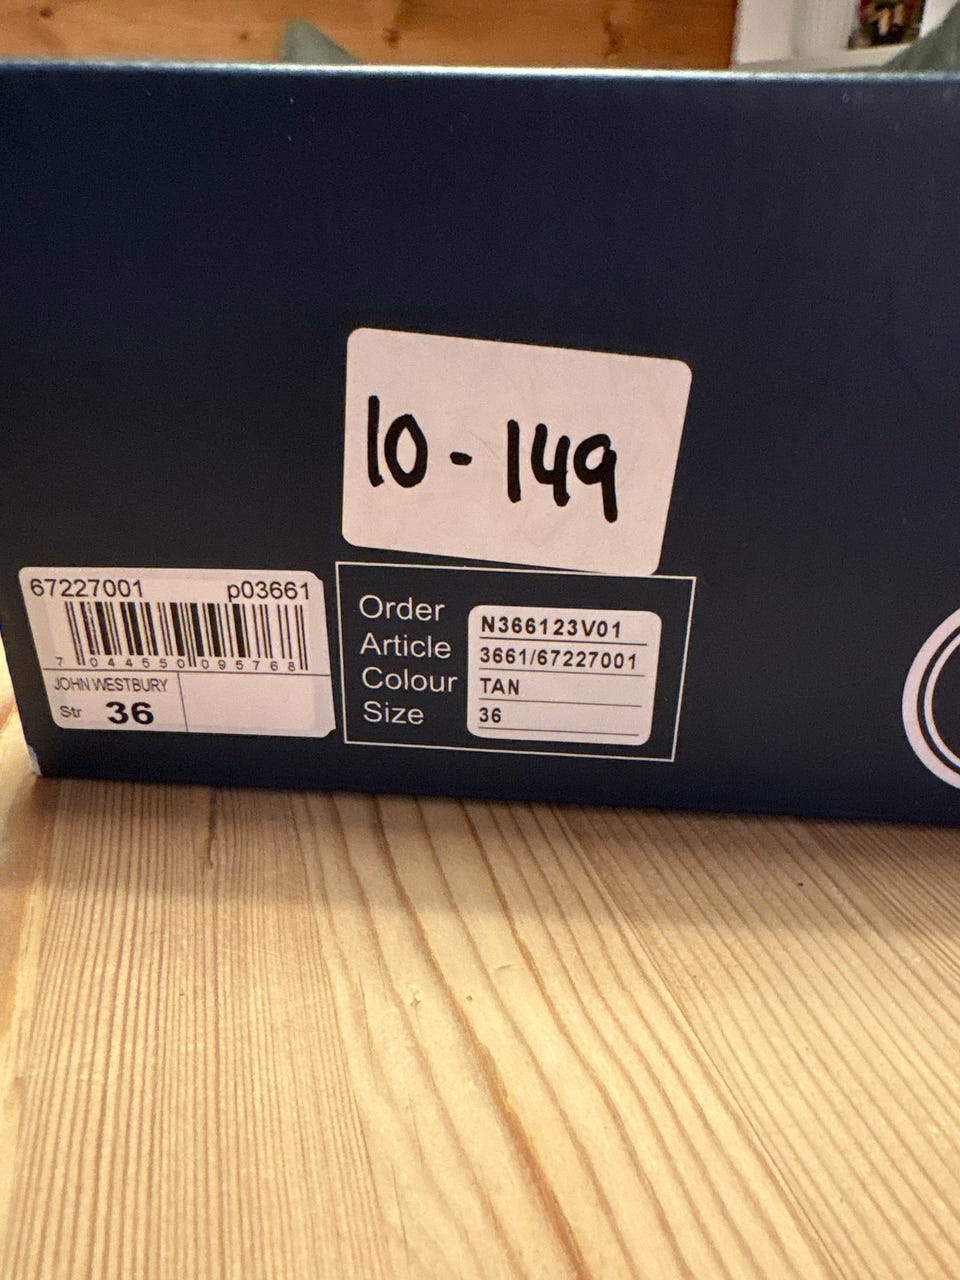 10 - 149
67227001 p03661
7 044550 095768
JOHN WESTBURY
Str 36
Order N366123V01
Article 3661/67227001
Colour TAN
Size 36